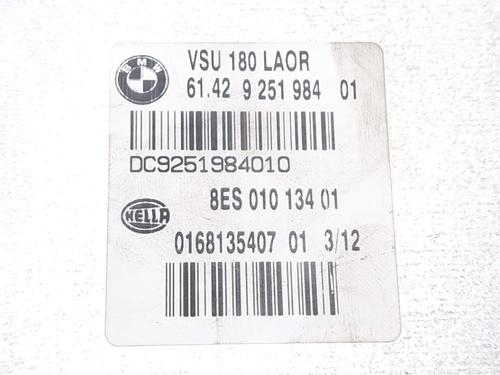 BMW
VSU 180 LAOR
61.42 9 251 984 01
DC9251984010
8ES 010 134 01
HELLA
0168135407 01 3/12